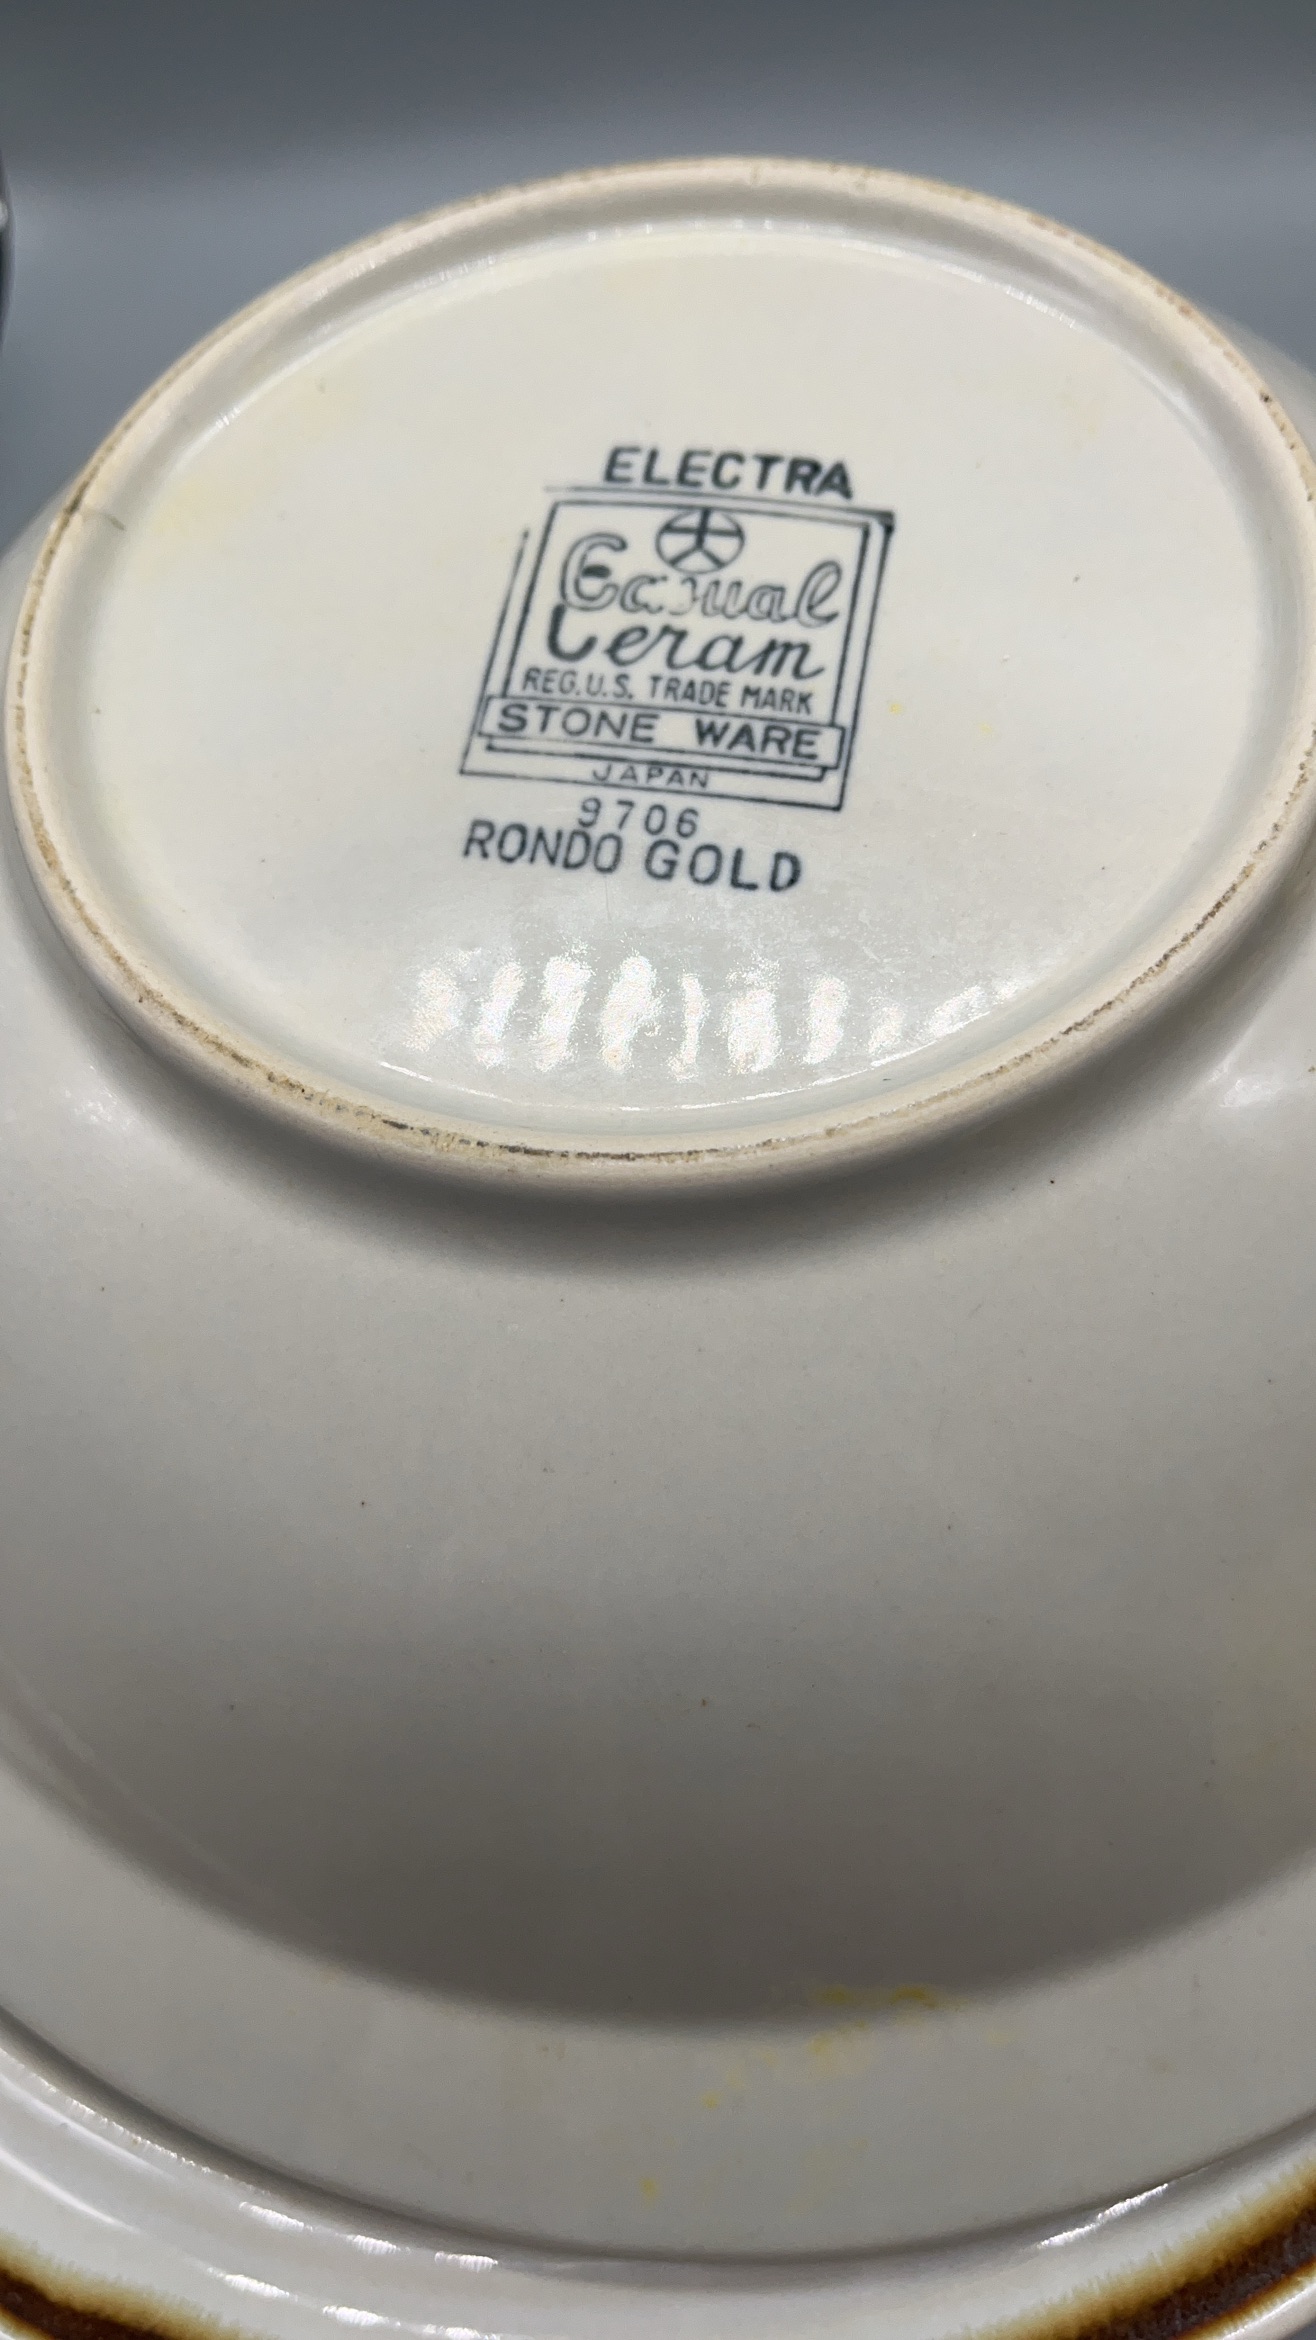 ELECTRA
Casual
Ceram
REG.U.S. TRADE MARK
STONE WARE
JAPAN
9706
RONDO GOLD